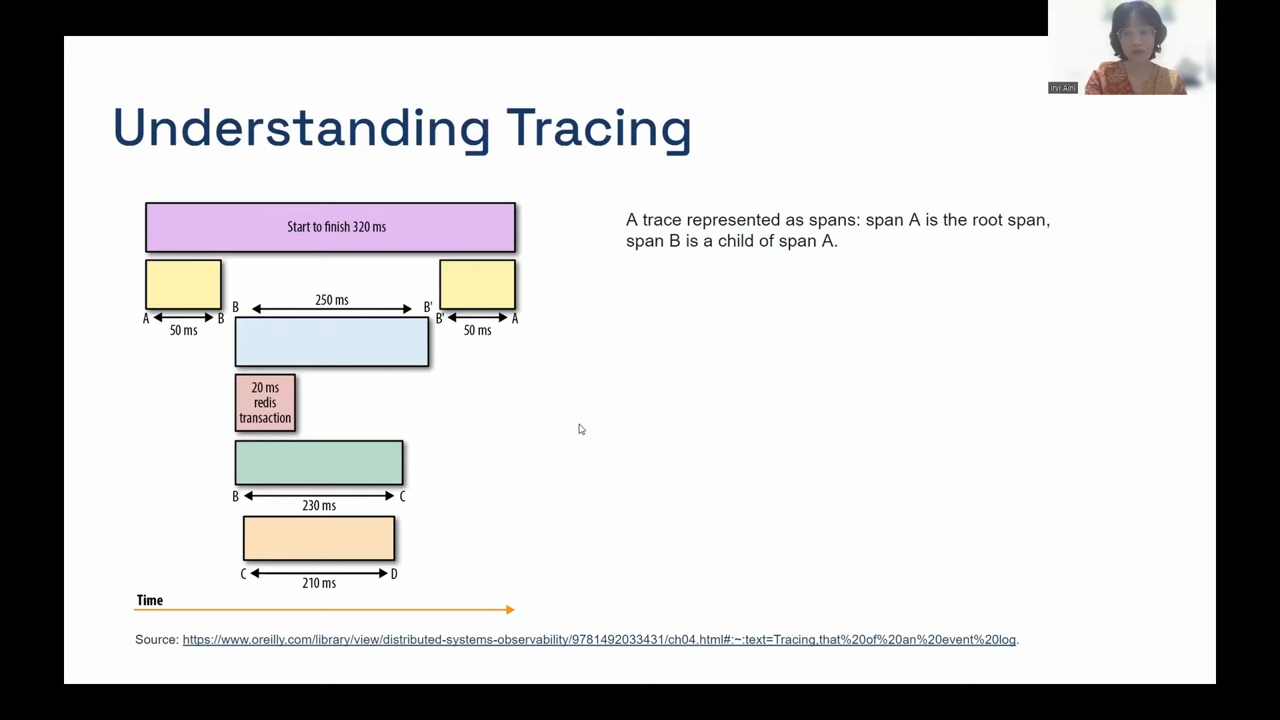 Irvi Aini
Understanding Tracing
Start to finish 320 ms
A trace represented as spans: span A is the root span,
span B is a child of span A.
B 250 ms B'
A B B' A
50 ms 50 ms
20 ms
redis
transaction
B C
230 ms
C D
210 ms
Time
Source: https://www.oreilly.com/library/view/distributed-systems-observability/9781492033431/ch04.html#:~:text=Tracing,that%20of%20an%20event%20log.